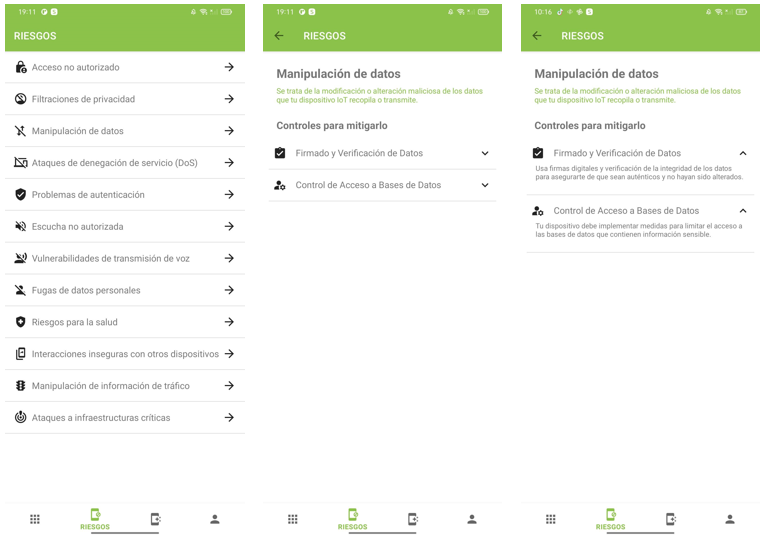 19:11
RIESGOS
Acceso no autorizado
Filtraciones de privacidad
Manipulación de datos
Ataques de denegación de servicio (DoS)
Problemas de autenticación
Escucha no autorizada
Vulnerabilidades de transmisión de voz
Fugas de datos personales
Riesgos para la salud
Interacciones inseguras con otros dispositivos
Manipulación de información de tráfico
Ataques a infraestructuras críticas
RIESGOS
19:11
RIESGOS
Manipulación de datos
Se trata de la modificación o alteración maliciosa de los datos
que tu dispositivo IoT recopila o transmite.
Controles para mitigarlo
Firmado y Verificación de Datos
Control de Acceso a Bases de Datos
RIESGOS
10:16
RIESGOS
Manipulación de datos
Se trata de la modificación o alteración maliciosa de los datos
que tu dispositivo IoT recopila o transmite.
Controles para mitigarlo
Firmado y Verificación de Datos
Usa firmas digitales y verificación de la integridad de los datos
para asegurarte de que sean auténticos y no hayan sido alterados.
Control de Acceso a Bases de Datos
Tu dispositivo debe implementar medidas para limitar el acceso a
las bases de datos que contienen información sensible.
RIESGOS